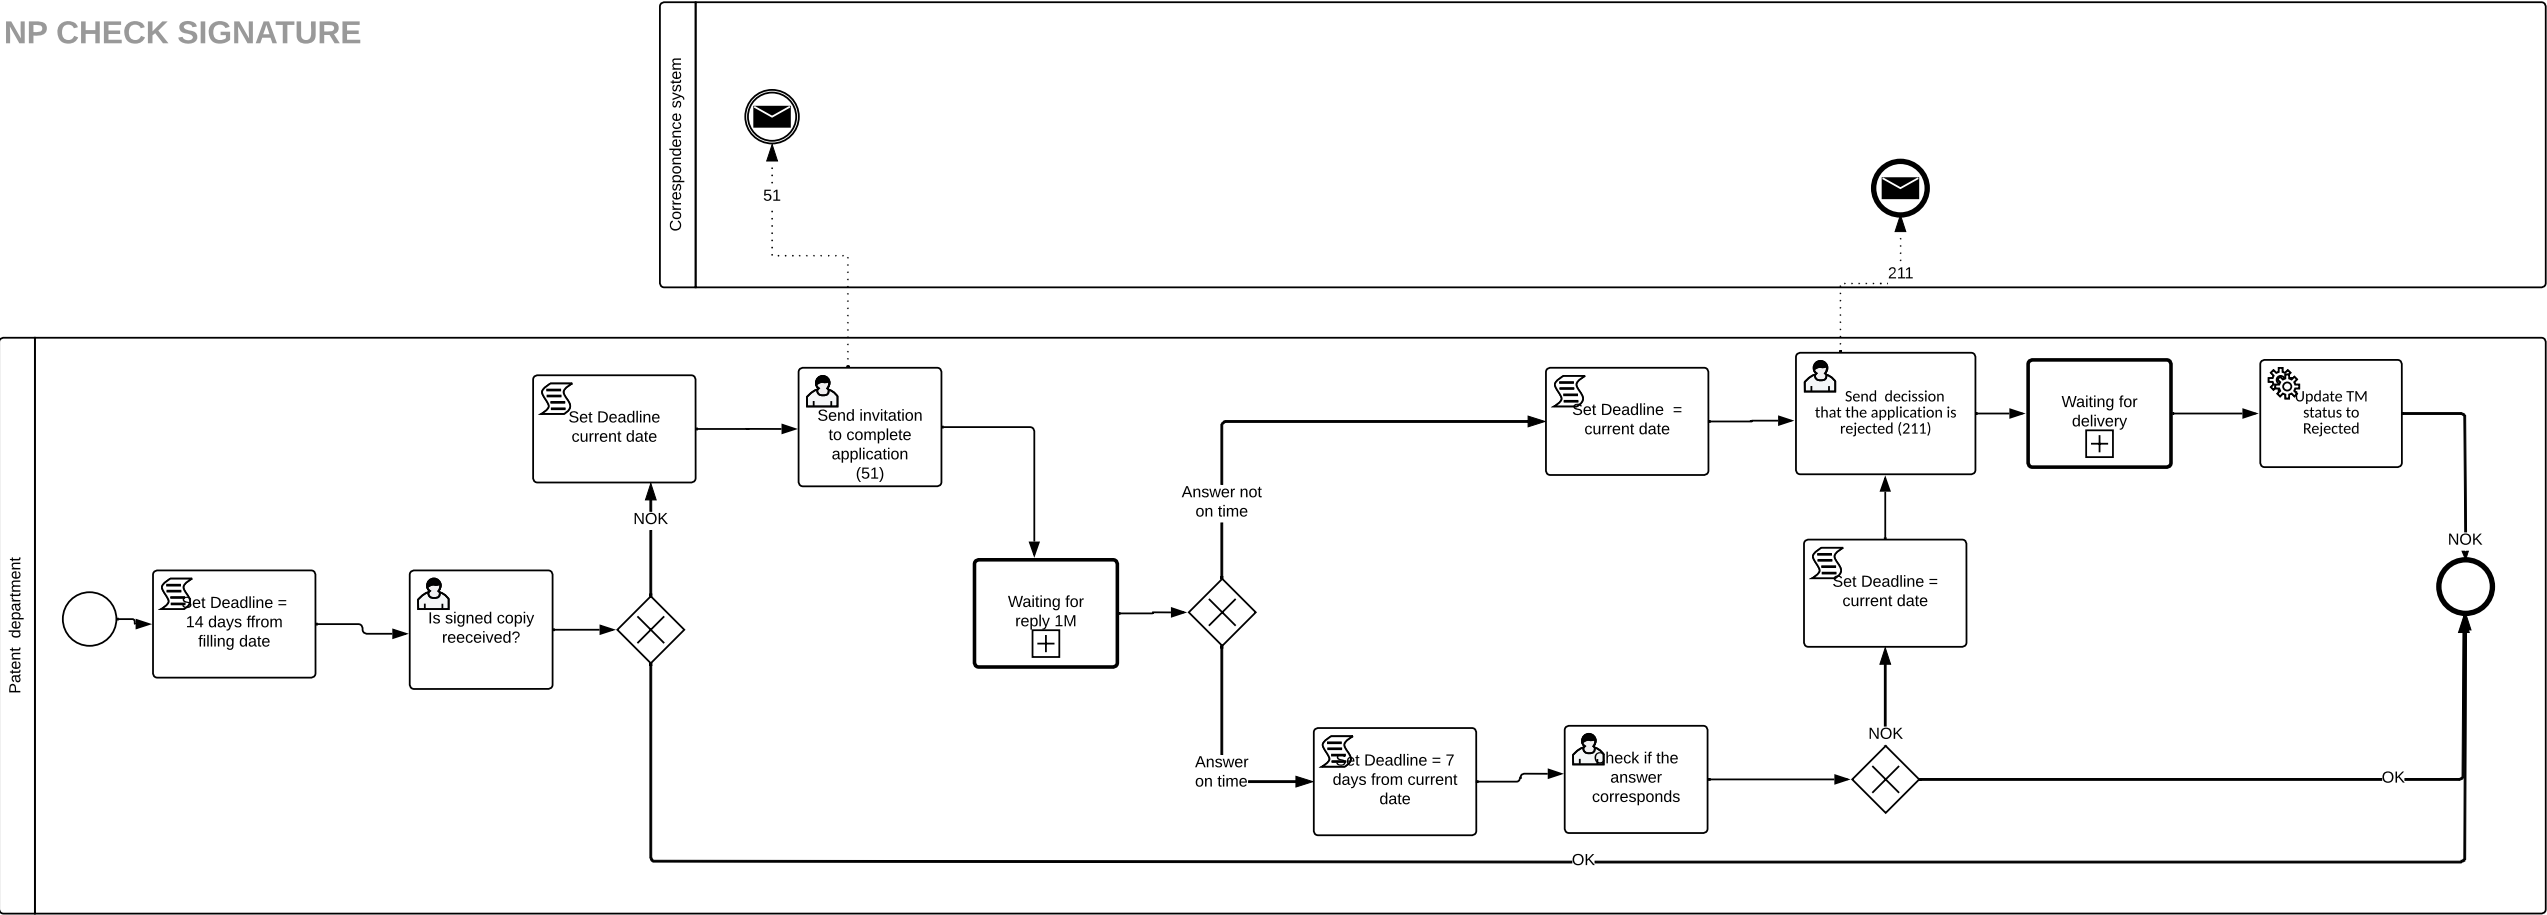 NP CHECK SIGNATURE
Correspondence system
51
211
Patent department
Set Deadline =
14 days ffrom
filling date
Is signed copiy
reeceived?
NOK
Set Deadline
current date
Send invitation
to complete
application
(51)
Waiting for
reply 1M
Answer not
on time
Answer
on time
Set Deadline =
current date
Send decission
that the application is
rejected (211)
Waiting for
delivery
Update TM
status to
Rejected
NOK
Set Deadline =
current date
NOK
Set Deadline = 7
days from current
date
Check if the
answer
corresponds
OK
OK